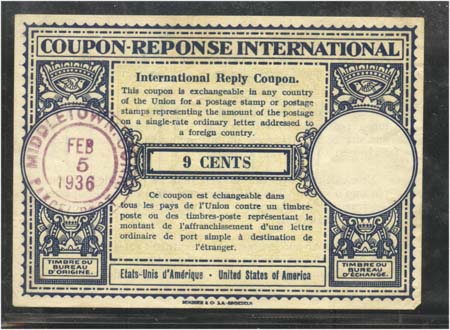 COUPON-REPONSE INTERNATIONAL
International Reply Coupon.
This coupon is exchangeable in any country
of the Union for a postage stamp or postage
stamps representing the amount of the postage
on a single-rate ordinary letter addressed to
a foreign country.
9 CENTS
MIDDLETOWN
FEB
5
1936
Ce coupon est échangeable dans
tous les pays de l'Union contre un timbre-
poste ou des timbres-poste représentant le
montant de l'affranchissement d'une lettre
ordinaire de port simple à destination de
l'étranger.
TIMBRE DU
BUREAU
D'ORIGINE.
Etats-Unis d'Amérique - United States of America
TIMBRE DU
BUREAU
D'ÉCHANGE.